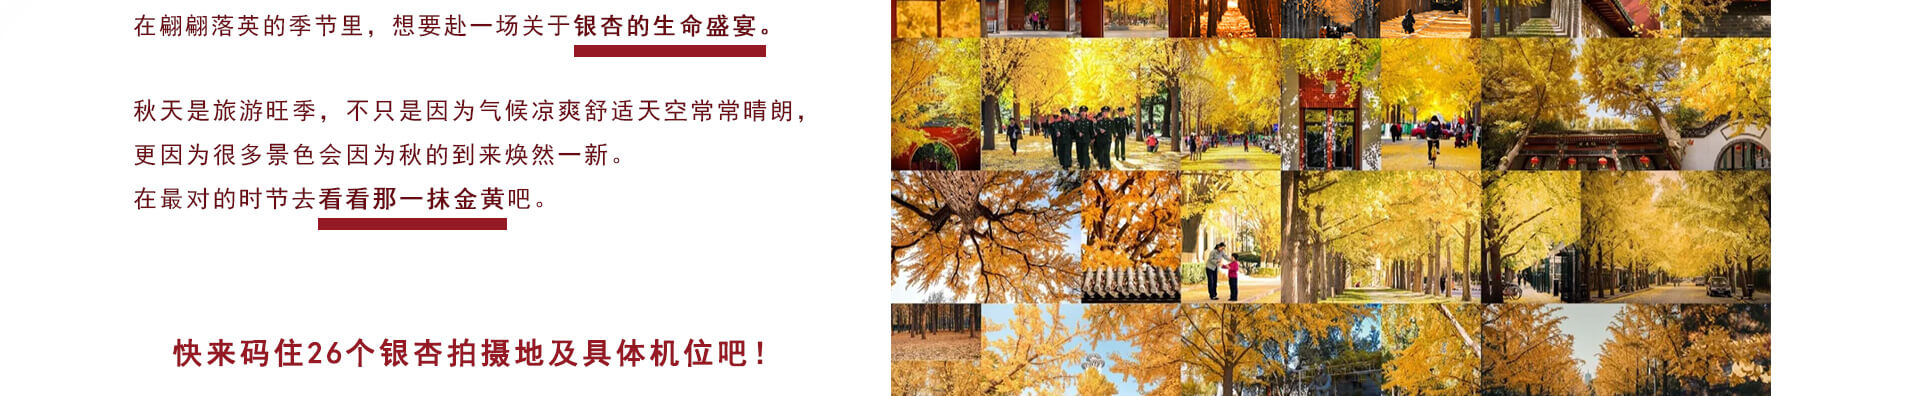 在翩翩落英的季节里，想要赴一场关于银杏的生命盛宴。
秋天是旅游旺季，不只是因为气候凉爽舒适天空常常晴朗，
更因为很多景色会因为秋的到来焕然一新。
在最对的时节去看看那一抹金黄吧。
快来码住26个银杏拍摄地及具体机位吧！